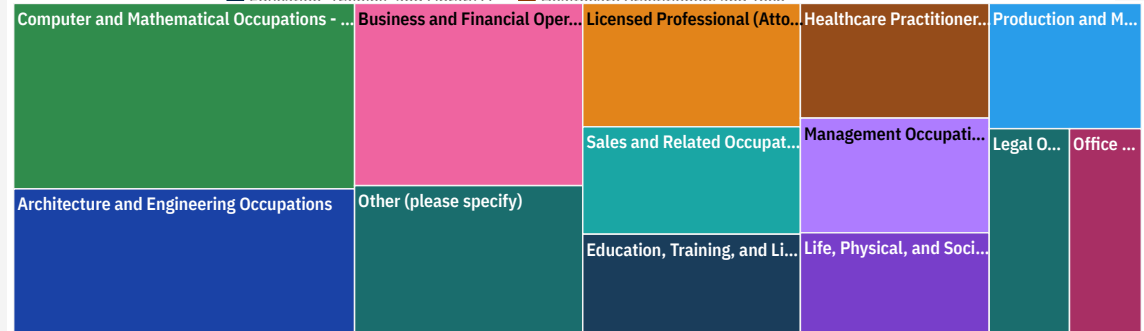 Computer and Mathematical Occupations - ...
Business and Financial Oper...
Licensed Professional (Atto...
Healthcare Practitioner...
Production and M...
Sales and Related Occupat...
Management Occupati...
Legal O...
Office ...
Architecture and Engineering Occupations
Other (please specify)
Education, Training, and Li...
Life, Physical, and Soci...